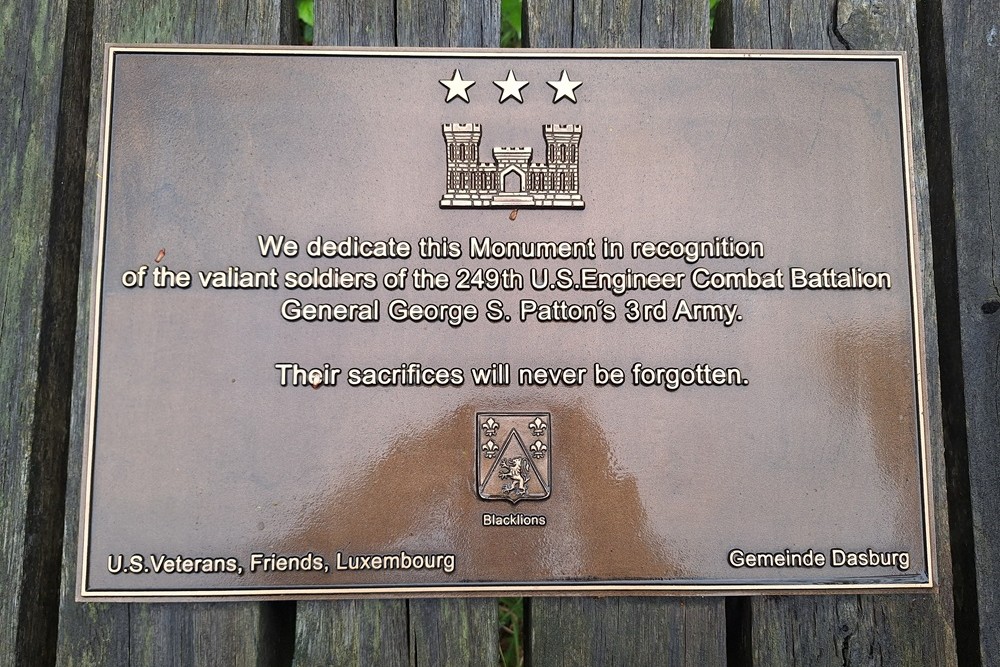 We dedicate this Monument in recognition
of the valiant soldiers of the 249th U.S.Engineer Combat Battalion
General George S. Patton´s 3rd Army.
Their sacrifices will never be forgotten.
Blacklions
U.S.Veterans, Friends, Luxembourg
Gemeinde Dasburg